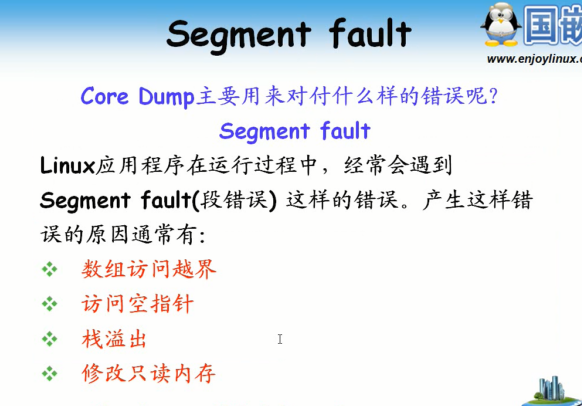 Segment fault
国嵌
www.enjoylinux.c
Core Dump主要用来对付什么样的错误呢?
Segment fault
Linux应用程序在运行过程中，经常会遇到
Segment fault(段错误) 这样的错误。产生这样错
误的原因通常有:
数组访问越界
访问空指针
栈溢出
修改只读内存